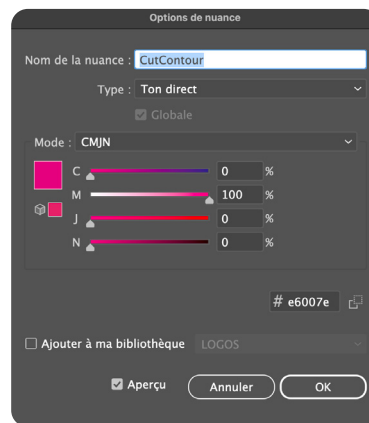 Options de nuance
Nom de la nuance : CutContour
Type : Ton direct
Globale
Mode : CMJN
C 0 %
M 100 %
J 0 %
N 0 %
# e6007e
Ajouter à ma bibliothèque LOGOS
Aperçu Annuler OK